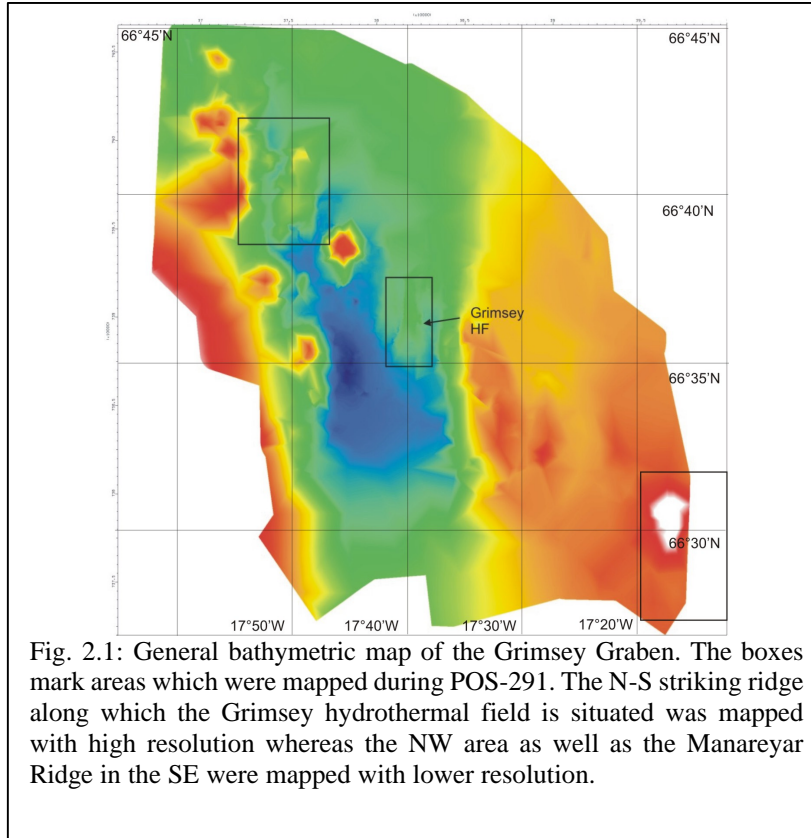 66°45'N
66°45'N
66°40'N
Grimsey
HF
66°35'N
66°30'N
17°50'W 17°40'W 17°30'W 17°20'W
Fig. 2.1: General bathymetric map of the Grimsey Graben. The boxes
mark areas which were mapped during POS-291. The N-S striking ridge
along which the Grimsey hydrothermal field is situated was mapped
with high resolution whereas the NW area as well as the Manareyar
Ridge in the SE were mapped with lower resolution.